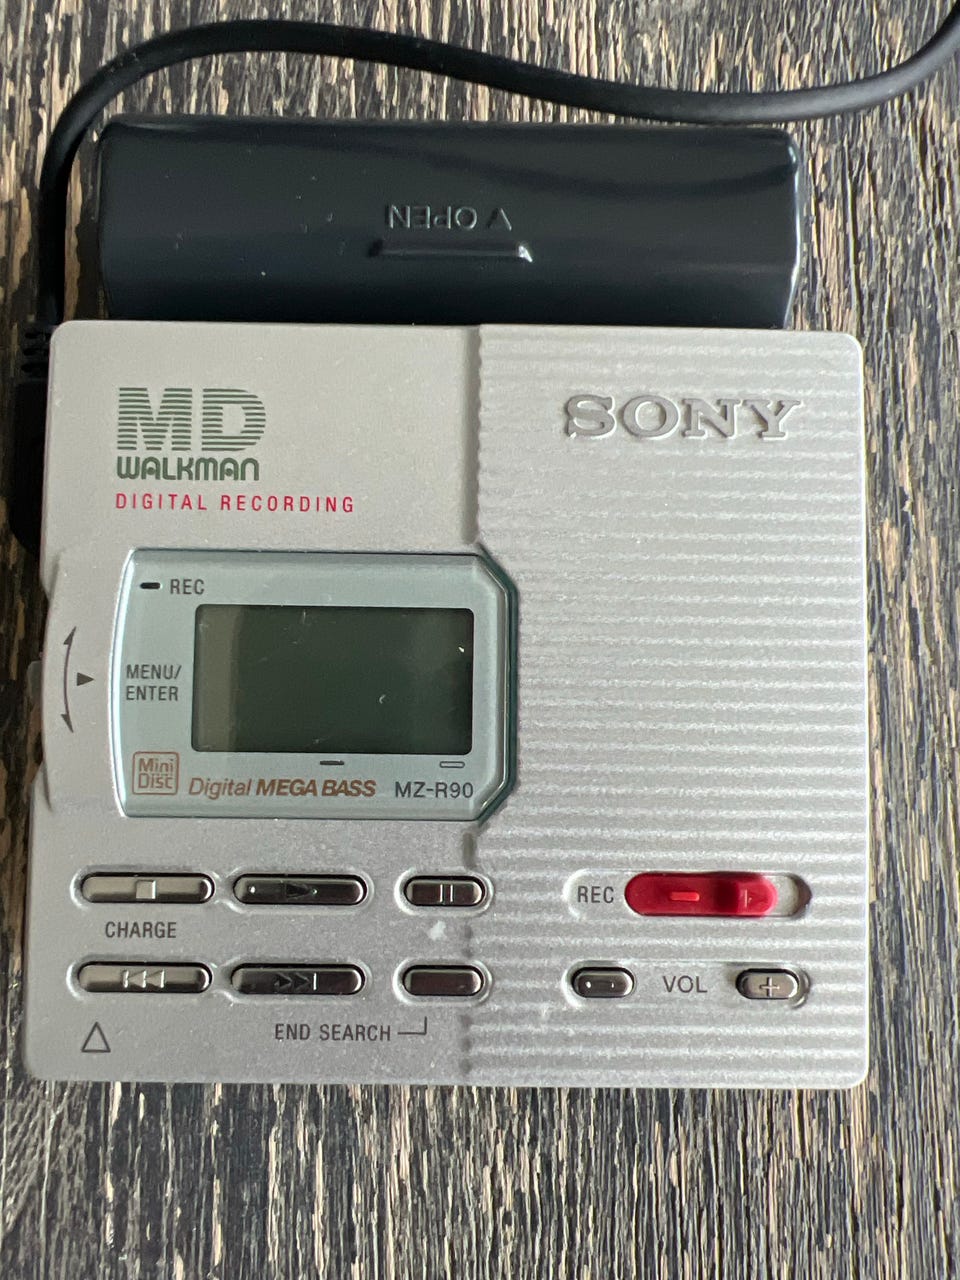 V OPEN
MD
WALKMAN
DIGITAL RECORDING
SONY
REC
MENU/
ENTER
Mini
Disc
Digital MEGA BASS
MZ-R90
CHARGE
REC
VOL
END SEARCH